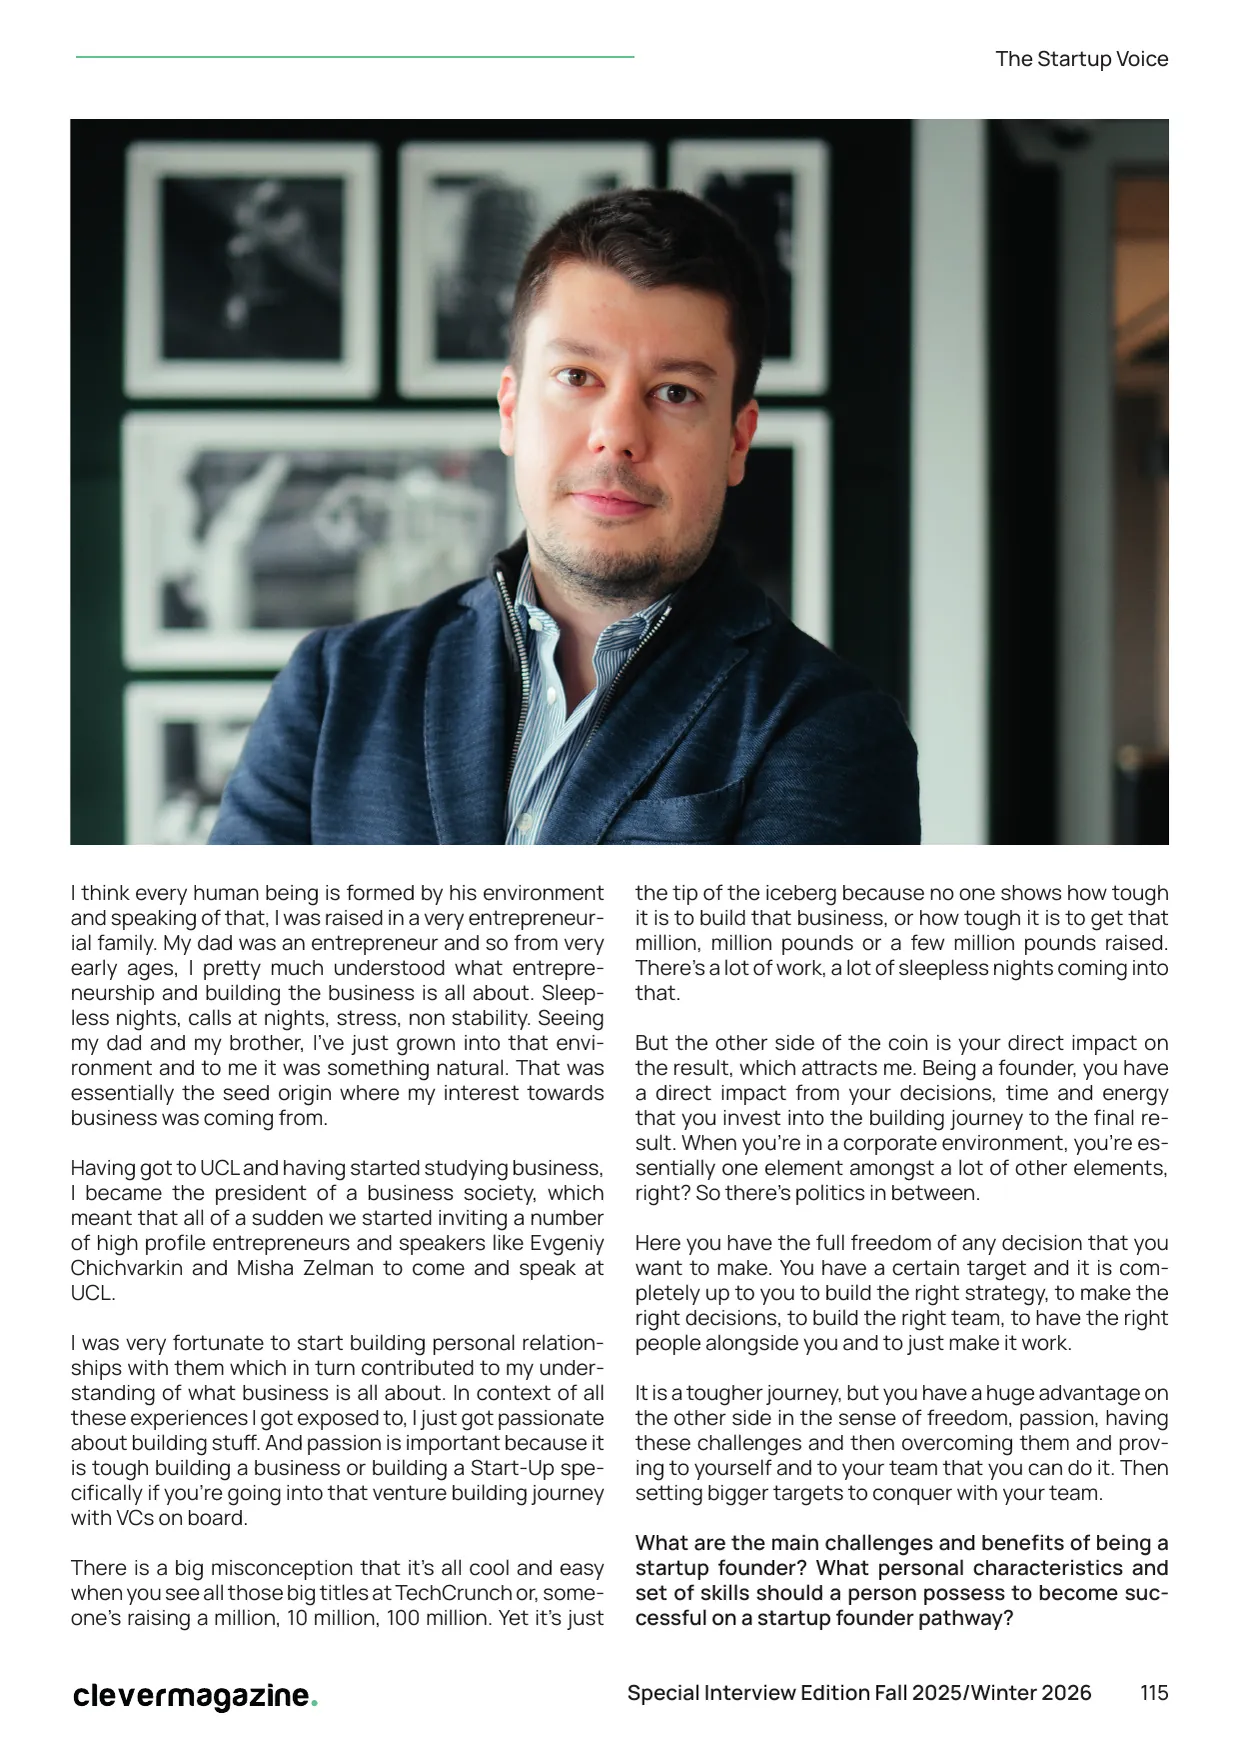 The Startup Voice
I think every human being is formed by his environment
and speaking of that, I was raised in a very entrepreneur-
ial family. My dad was an entrepreneur and so from very
early ages, I pretty much understood what entrepre-
neurship and building the business is all about. Sleep-
less nights, calls at nights, stress, non stability. Seeing
my dad and my brother, I’ve just grown into that envi-
ronment and to me it was something natural. That was
essentially the seed origin where my interest towards
business was coming from.
Having got to UCL and having started studying business,
I became the president of a business society, which
meant that all of a sudden we started inviting a number
of high profile entrepreneurs and speakers like Evgeniy
Chichvarkin and Misha Zelman to come and speak at
UCL.
I was very fortunate to start building personal relation-
ships with them which in turn contributed to my under-
standing of what business is all about. In context of all
these experiences I got exposed to, I just got passionate
about building stuff. And passion is important because it
is tough building a business or building a Start-Up spe-
cifically if you’re going into that venture building journey
with VCs on board.
There is a big misconception that it’s all cool and easy
when you see all those big titles at TechCrunch or, some-
one’s raising a million, 10 million, 100 million. Yet it’s just
the tip of the iceberg because no one shows how tough
it is to build that business, or how tough it is to get that
million, million pounds or a few million pounds raised.
There’s a lot of work, a lot of sleepless nights coming into
that.
But the other side of the coin is your direct impact on
the result, which attracts me. Being a founder, you have
a direct impact from your decisions, time and energy
that you invest into the building journey to the final re-
sult. When you’re in a corporate environment, you’re es-
sentially one element amongst a lot of other elements,
right? So there’s politics in between.
Here you have the full freedom of any decision that you
want to make. You have a certain target and it is com-
pletely up to you to build the right strategy, to make the
right decisions, to build the right team, to have the right
people alongside you and to just make it work.
It is a tougher journey, but you have a huge advantage on
the other side in the sense of freedom, passion, having
these challenges and then overcoming them and prov-
ing to yourself and to your team that you can do it. Then
setting bigger targets to conquer with your team.
What are the main challenges and benefits of being a
startup founder? What personal characteristics and
set of skills should a person possess to become suc-
cessful on a startup founder pathway?
clevermagazine.
Special Interview Edition Fall 2025/Winter 2026 115